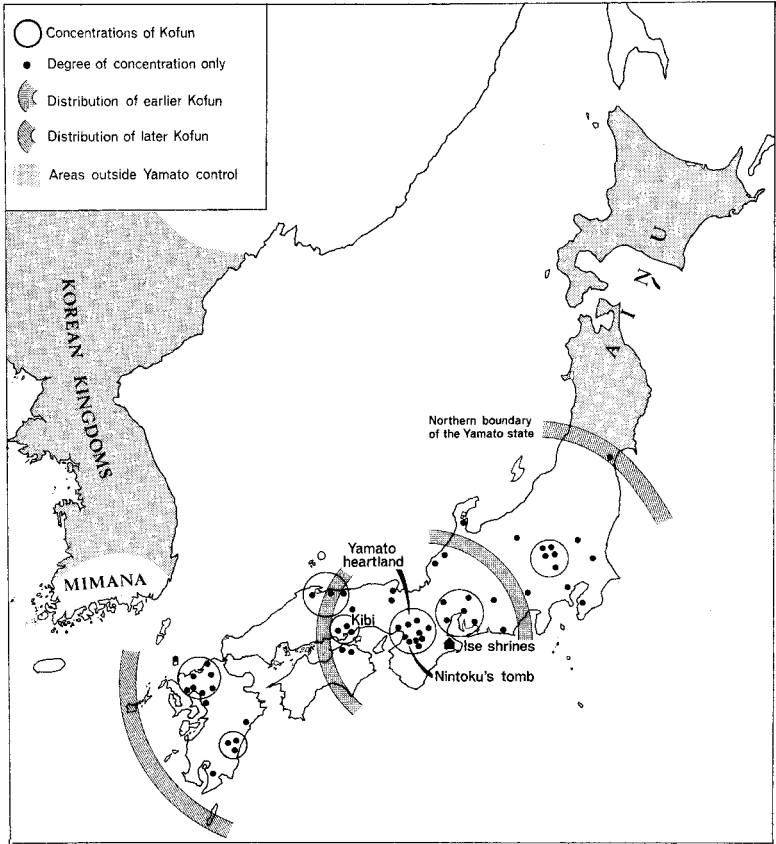 Concentrations of Kofun
Degree of concentration only
Distribution of earlier Kofun
Distribution of later Kofun
Areas outside Yamato control
KOREAN KINGDOMS
MIMANA
AINU
Northern boundary
of the Yamato state
Yamato
heartland
Kibi
Ise shrines
Nintoku's tomb